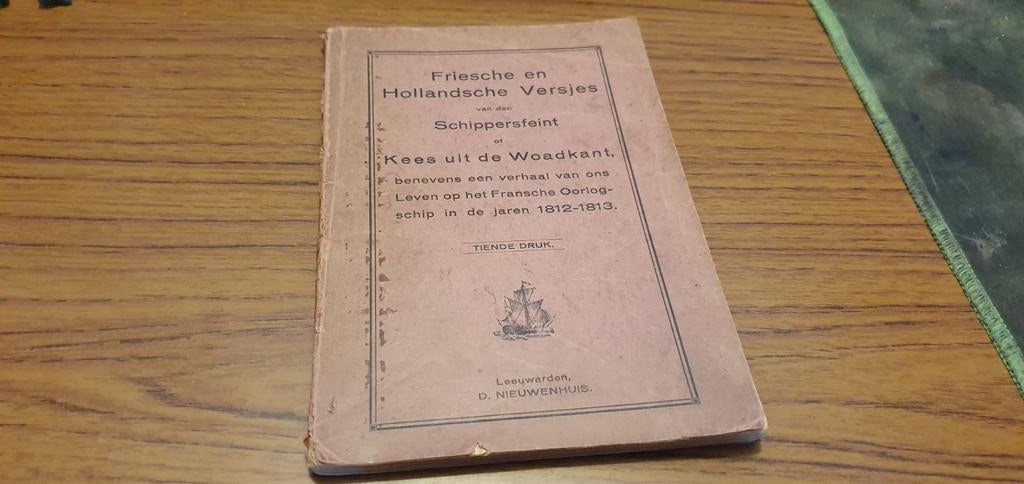 Friesche en
Hollandsche Versjes
van den
Schippersfeint
of
Kees uit de Woadkant,
benevens een verhaal van ons
Leven op het Fransche Oorlog-
schip in de jaren 1812-1813.
TIENDE DRUK.
Leeuwarden,
D. NIEUWENHUIS.